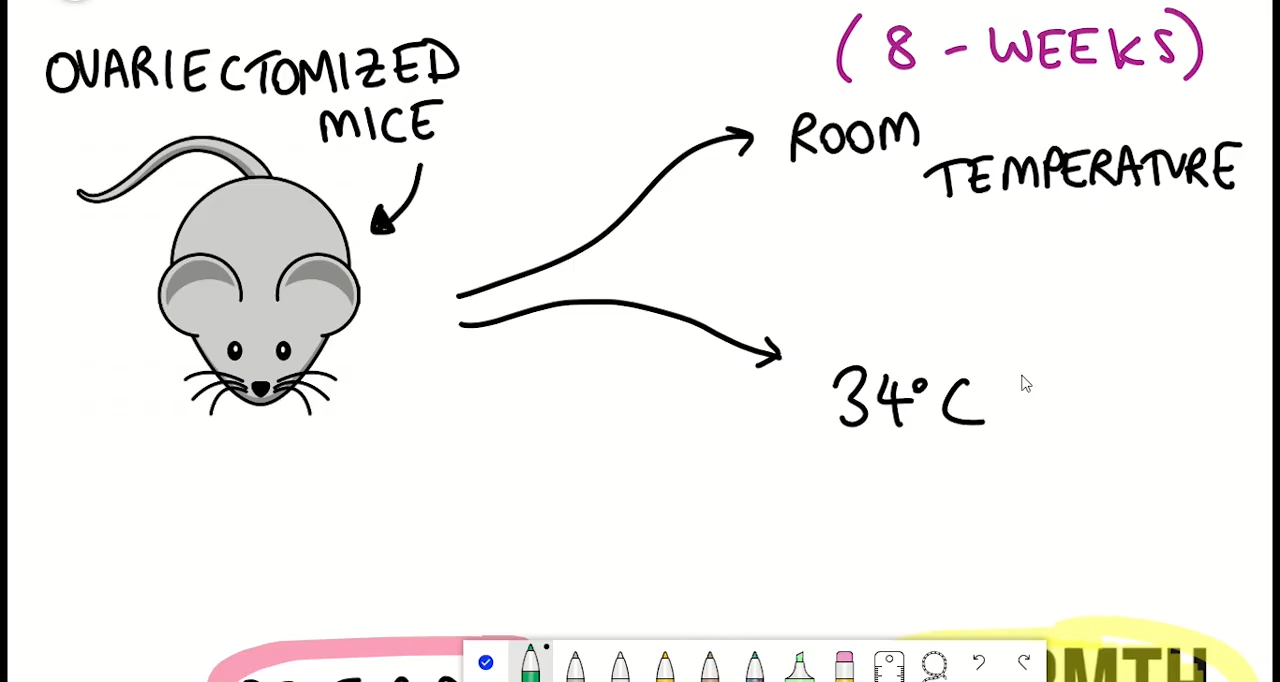 OVARIECTOMIZED
MICE
(8-WEEKS)
ROOM
TEMPERATURE
34°C